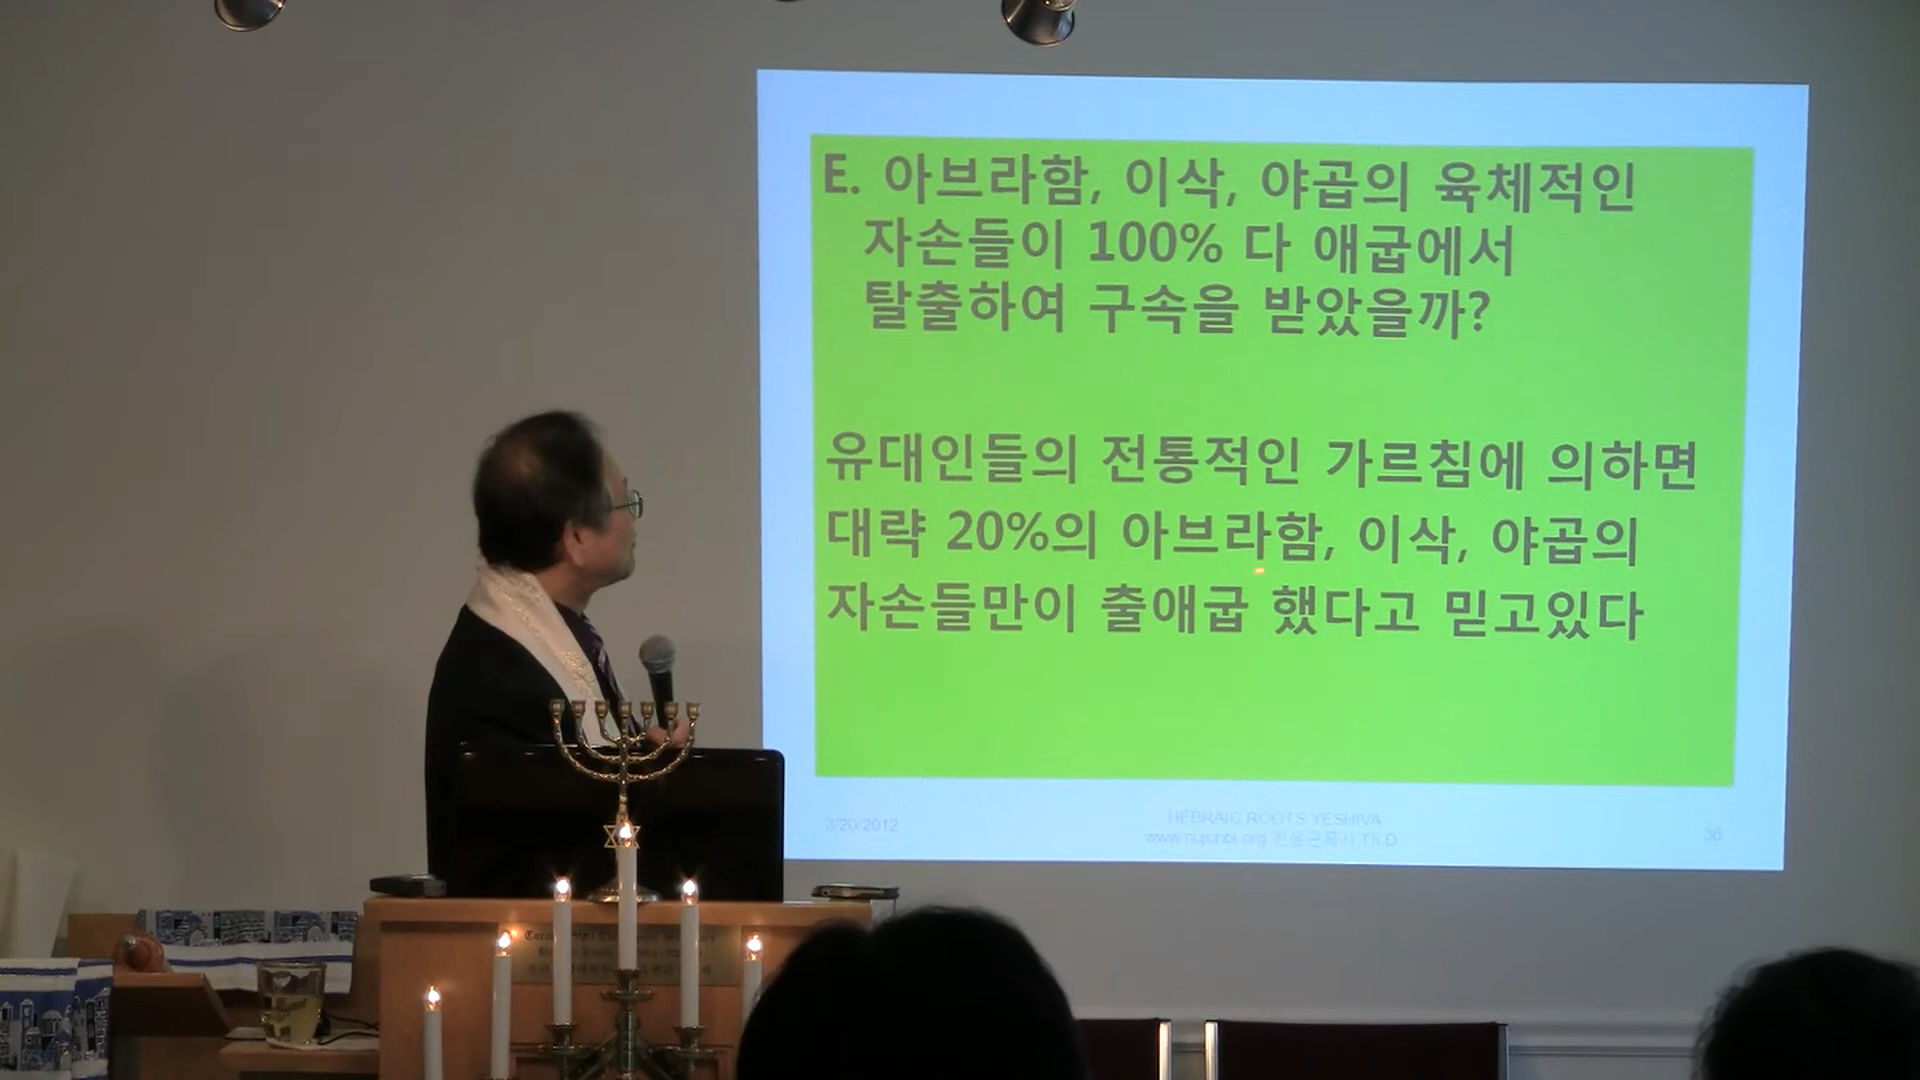 E. 아브라함, 이삭, 야곱의 육체적인
자손들이 100% 다 애굽에서
탈출하여 구속을 받았을까?
유대인들의 전통적인 가르침에 의하면
대략 20%의 아브라함, 이삭, 야곱의
자손들만이 출애굽 했다고 믿고있다
3/20/2012
HEBRAIC ROOTS YESHIVA
목사 Th.D
36